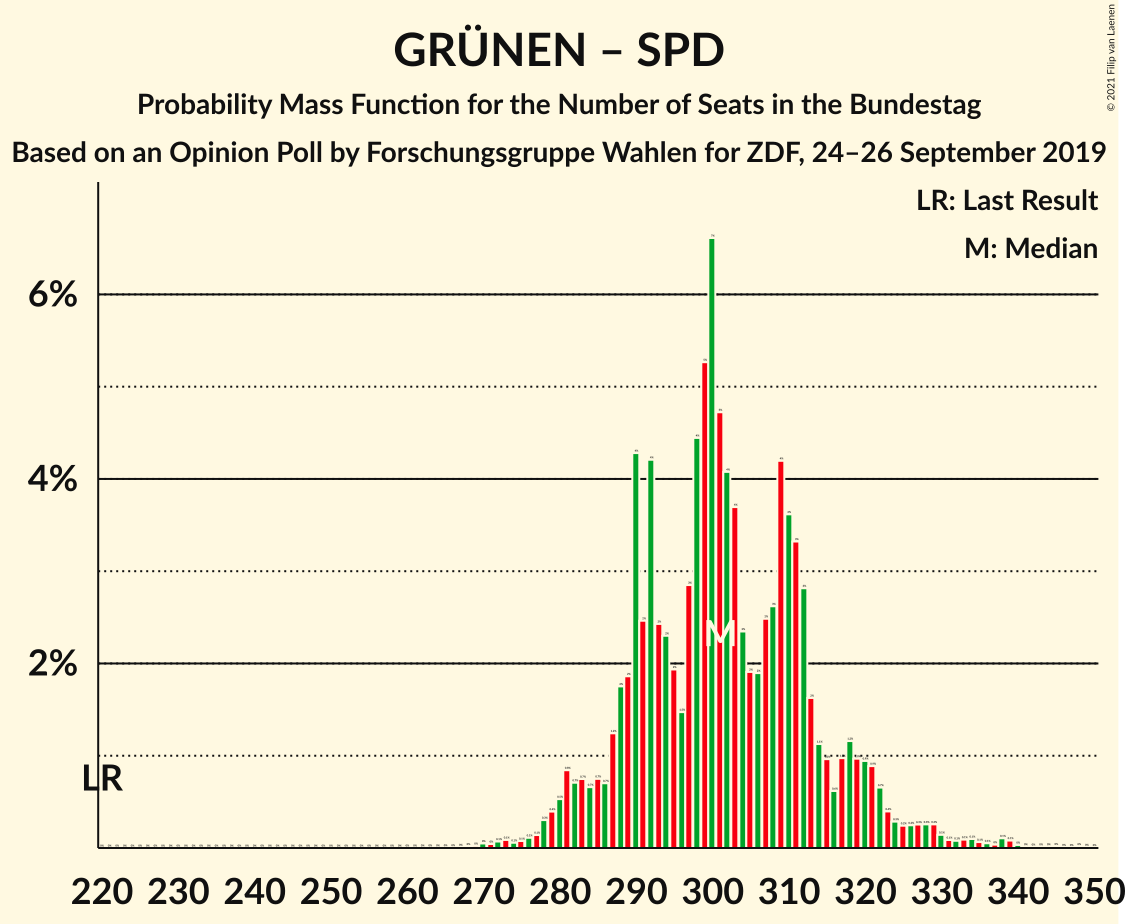 GRÜNEN – SPD
Probability Mass Function for the Number of Seats in the Bundestag
Based on an Opinion Poll by Forschungsgruppe Wahlen for ZDF, 24–26 September 2019
© 2021 Filip van Laenen
LR: Last Result
M: Median
6%
4%
2%
LR
M
220 230 240 250 260 270 280 290 300 310 320 330 340 350